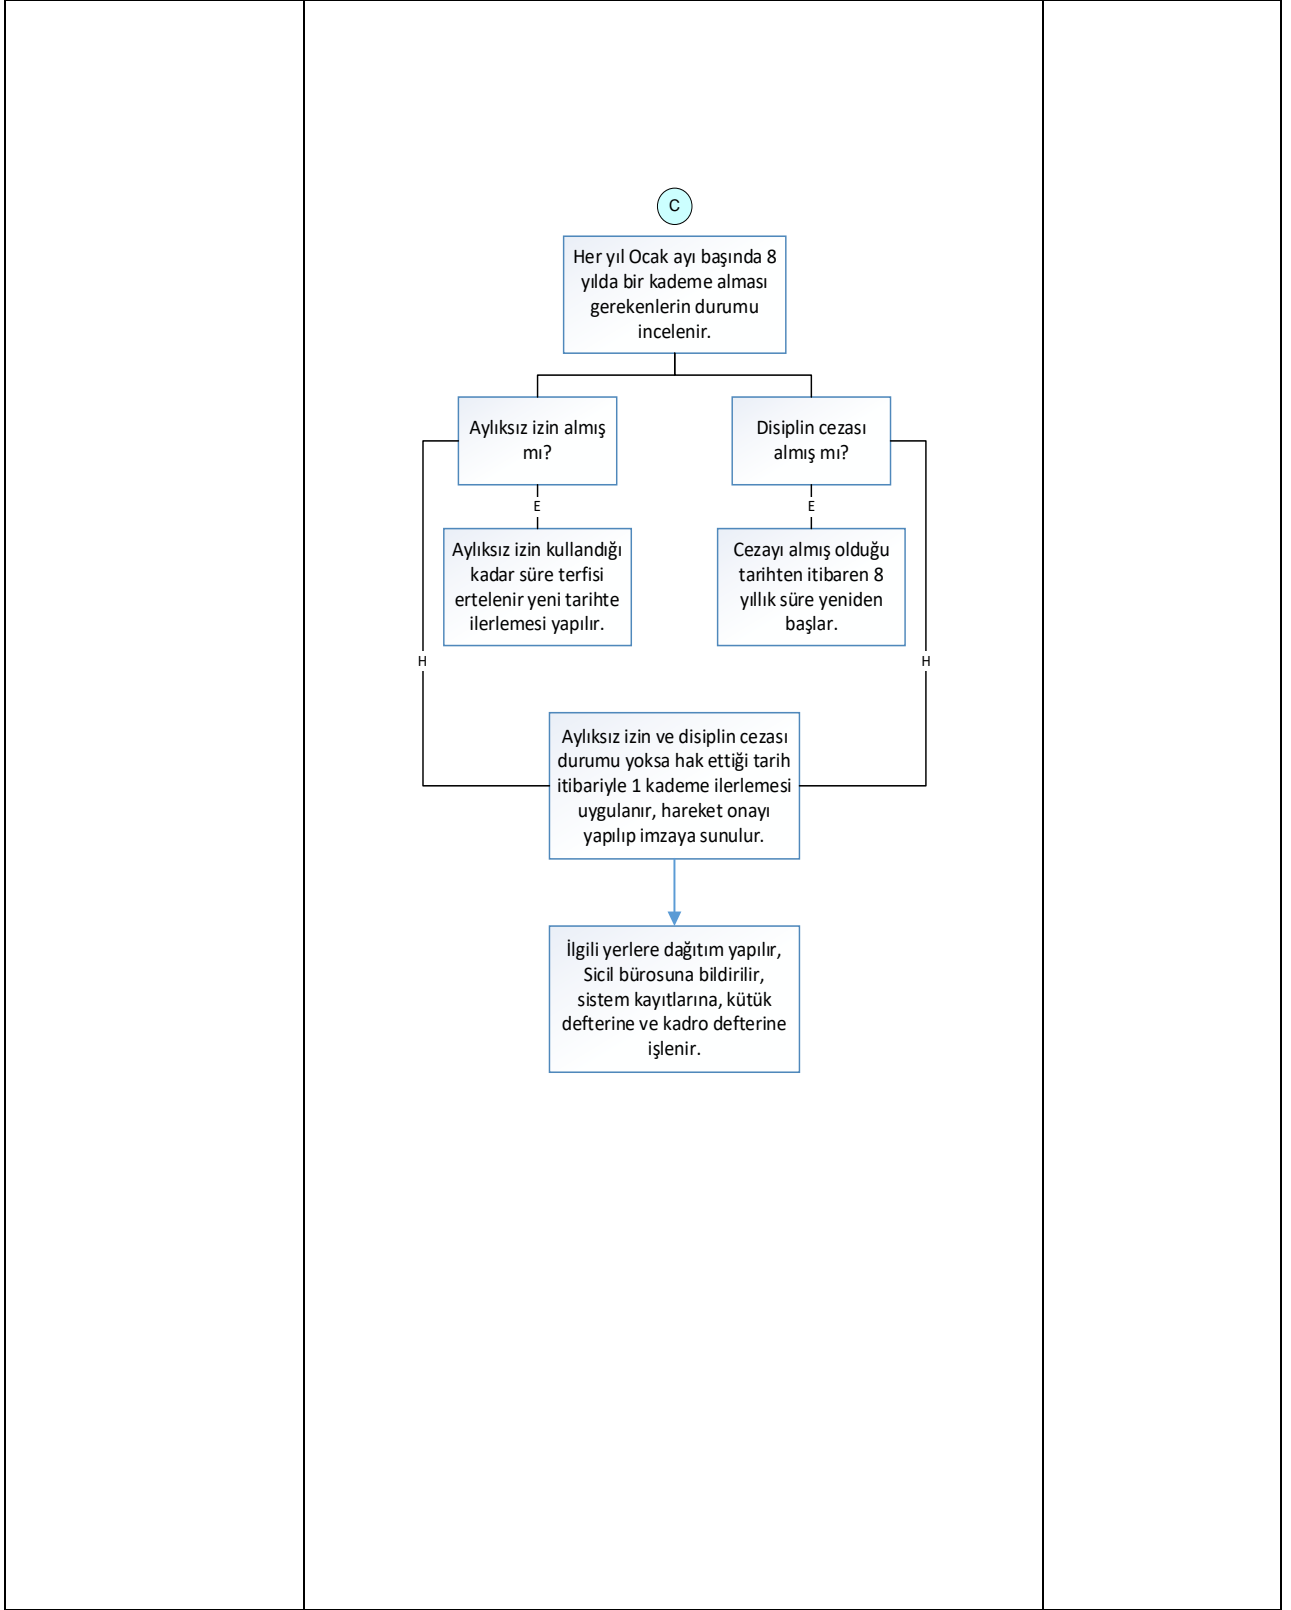 C
Her yıl Ocak ayı başında 8
yılda bir kademe alması
gerekenlerin durumu
incelenir.
Aylıksız izin almış
mı?
Disiplin cezası
almış mı?
E
E
Aylıksız izin kullandığı
kadar süre terfisi
ertelenir yeni tarihte
ilerlemesi yapılır.
Cezayı almış olduğu
tarihten itibaren 8
yıllık süre yeniden
başlar.
H
H
Aylıksız izin ve disiplin cezası
durumu yoksa hak ettiği tarih
itibariyle 1 kademe ilerlemesi
uygulanır, hareket onayı
yapılıp imzaya sunulur.
İlgili yerlere dağıtım yapılır,
Sicil bürosuna bildirilir,
sistem kayıtlarına, kütük
defterine ve kadro defterine
işlenir.